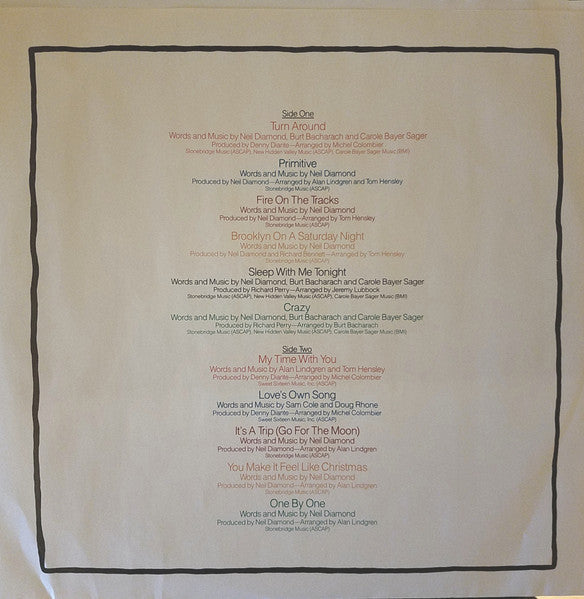 Side One
Turn Around
Words and Music by Neil Diamond, Burt Bacharach and Carole Bayer Sager
Produced by Denny Diante—Arranged by Michel Colombier
Stonebridge Music (ASCAP), New Hidden Valley Music (ASCAP), Carole Bayer Sager Music (BMI)
Primitive
Words and Music by Neil Diamond
Produced by Neil Diamond—Arranged by Alan Lindgren and Tom Hensley
Stonebridge Music (ASCAP)
Fire On The Tracks
Words and Music by Neil Diamond
Produced by Neil Diamond—Arranged by Tom Hensley
Stonebridge Music (ASCAP)
Brooklyn On A Saturday Night
Words and Music by Neil Diamond
Produced by Neil Diamond and Richard Bennett—Arranged by Tom Hensley
Stonebridge Music (ASCAP)
Sleep With Me Tonight
Words and Music by Neil Diamond, Burt Bacharach and Carole Bayer Sager
Produced by Richard Perry—Arranged by Jeremy Lubbock
Stonebridge Music (ASCAP), New Hidden Valley Music (ASCAP), Carole Bayer Sager Music (BMI)
Crazy
Words and Music by Neil Diamond, Burt Bacharach and Carole Bayer Sager
Produced by Richard Perry—Arranged by Burt Bacharach
Stonebridge Music (ASCAP), New Hidden Valley Music (ASCAP), Carole Bayer Sager Music (BMI)
Side Two
My Time With You
Words and Music by Alan Lindgren and Tom Hensley
Produced by Denny Diante—Arranged by Michel Colombier
Sweet Sixteen Music, Inc. (ASCAP)
Love's Own Song
Words and Music by Sam Cole and Doug Rhone
Produced by Denny Diante—Arranged by Michel Colombier
Sweet Sixteen Music, Inc. (ASCAP)
It's A Trip (Go For The Moon)
Words and Music by Neil Diamond
Produced by Neil Diamond—Arranged by Alan Lindgren
Stonebridge Music (ASCAP)
You Make It Feel Like Christmas
Words and Music by Neil Diamond
Produced by Neil Diamond—Arranged by Alan Lindgren
Stonebridge Music (ASCAP)
One By One
Words and Music by Neil Diamond
Produced by Neil Diamond—Arranged by Alan Lindgren
Stonebridge Music (ASCAP)